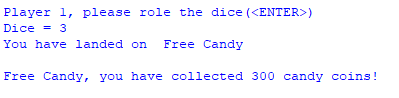 Player 1, please role the dice(<ENTER>)
Dice = 3
You have landed on  Free Candy
Free Candy, you have collected 300 candy coins!